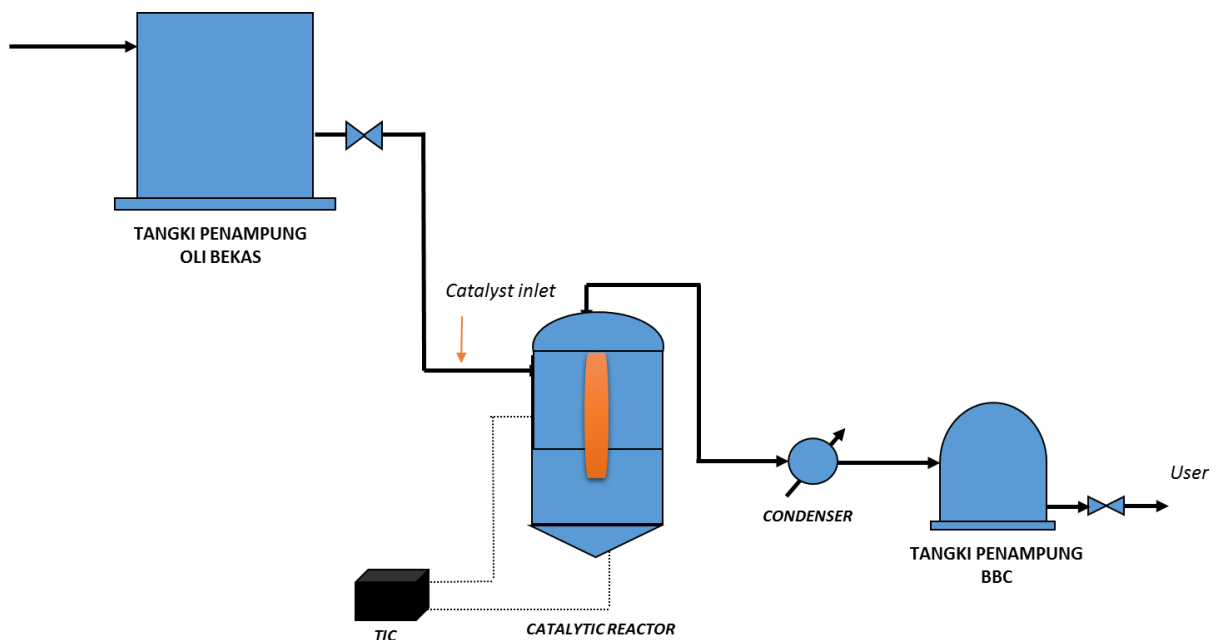 TANGKI PENAMPUNG
OLI BEKAS
Catalyst inlet
User
CONDENSER
TANGKI PENAMPUNG
BBC
TIC
CATALYTIC REACTOR